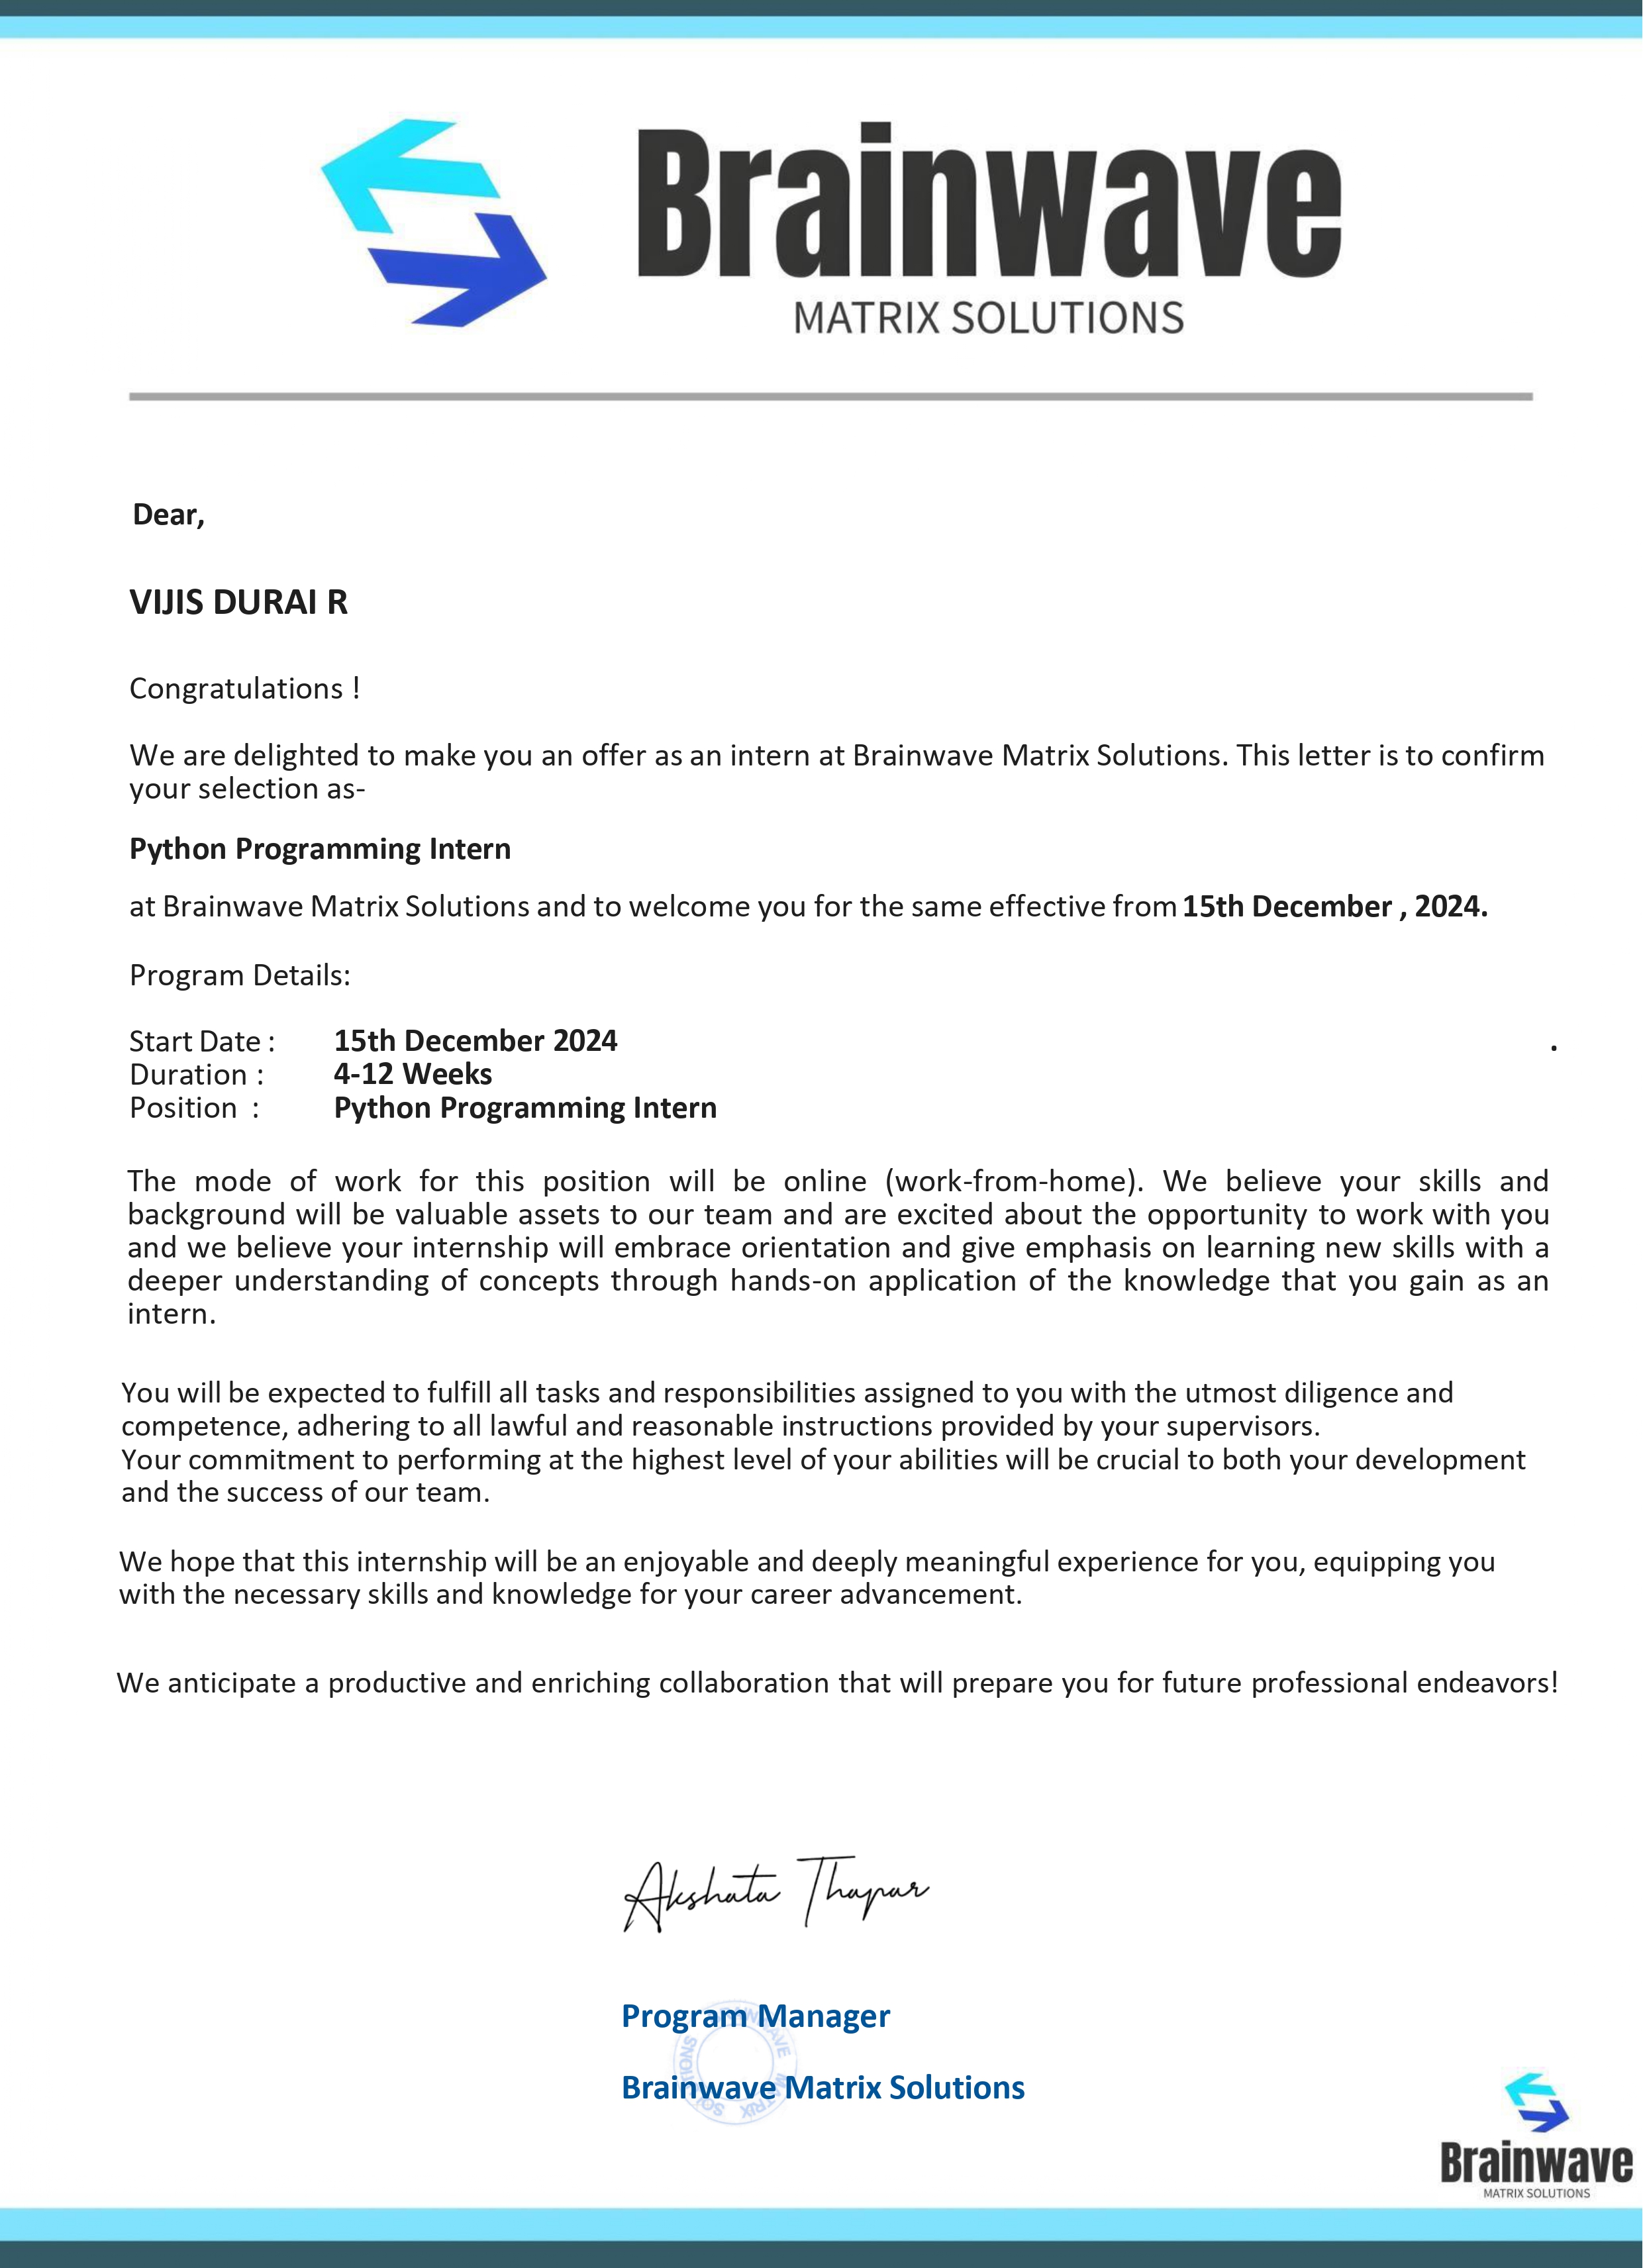 Brainwave
MATRIX SOLUTIONS
Dear,
VIJIS DURAI R
Congratulations !
We are delighted to make you an offer as an intern at Brainwave Matrix Solutions. This letter is to confirm
your selection as-
Python Programming Intern
at Brainwave Matrix Solutions and to welcome you for the same effective from 15th December , 2024.
Program Details:
Start Date : 15th December 2024 .
Duration : 4-12 Weeks
Position : Python Programming Intern
The mode of work for this position will be online (work-from-home). We believe your skills and
background will be valuable assets to our team and are excited about the opportunity to work with you
and we believe your internship will embrace orientation and give emphasis on learning new skills with a
deeper understanding of concepts through hands-on application of the knowledge that you gain as an
intern.
You will be expected to fulfill all tasks and responsibilities assigned to you with the utmost diligence and
competence, adhering to all lawful and reasonable instructions provided by your supervisors.
Your commitment to performing at the highest level of your abilities will be crucial to both your development
and the success of our team.
We hope that this internship will be an enjoyable and deeply meaningful experience for you, equipping you
with the necessary skills and knowledge for your career advancement.
We anticipate a productive and enriching collaboration that will prepare you for future professional endeavors!
Akshata Thapar
Program Manager
BRAINWAVE MATRIX SOLUTIONS
Brainwave Matrix Solutions
Brainwave
MATRIX SOLUTIONS